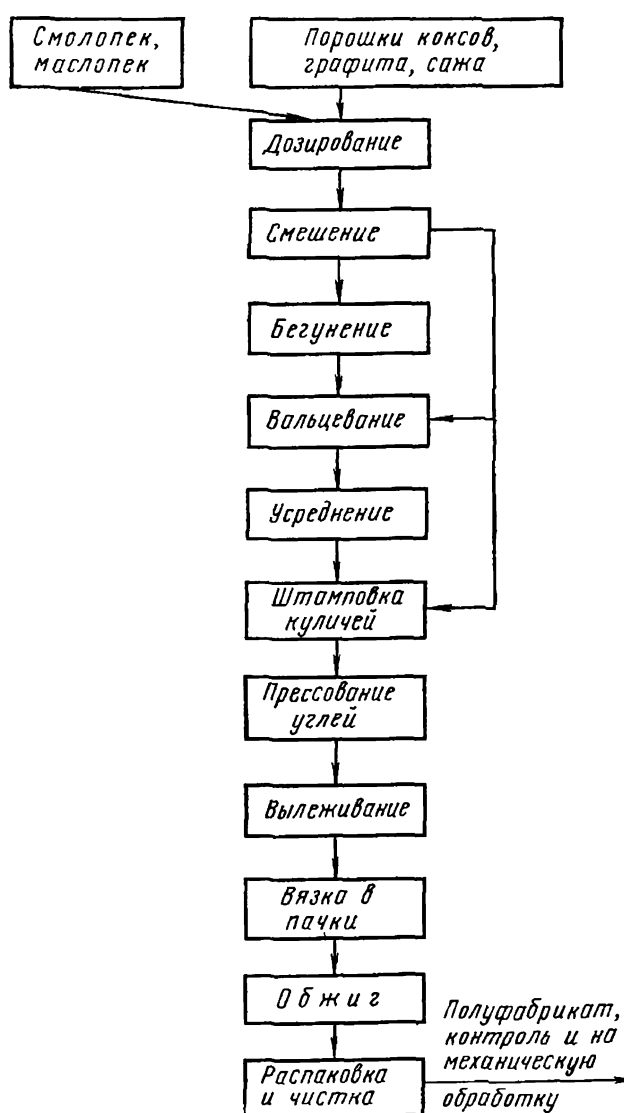 Смолопек,
маслопек
Порошки коксов,
графита, сажа
Дозирование
Смешение
Бегунение
Вальцевание
Усреднение
Штамповка
куличей
Прессование
углей
Вылеживание
Вязка в
пачки
Обжиг
Распаковка
и чистка
Полуфабрикат,
контроль и на
механическую
обработку